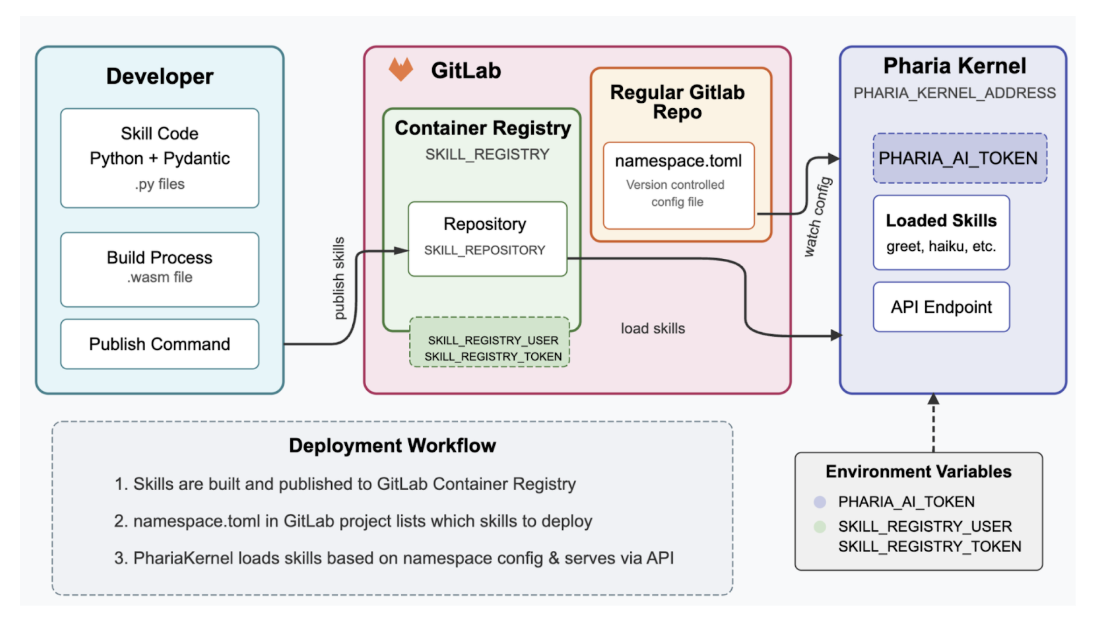 Developer
Skill Code
Python + Pydantic
.py files
Build Process
.wasm file
Publish Command
publish skills
GitLab
Container Registry
SKILL_REGISTRY
Repository
SKILL_REPOSITORY
SKILL_REGISTRY_USER
SKILL_REGISTRY_TOKEN
Regular Gitlab
Repo
namespace.toml
Version controlled
config file
load skills
watch config
Pharia Kernel
PHARIA_KERNEL_ADDRESS
PHARIA_AI_TOKEN
Loaded Skills
greet, haiku, etc.
API Endpoint
Deployment Workflow
1. Skills are built and published to GitLab Container Registry
2. namespace.toml in GitLab project lists which skills to deploy
3. PhariaKernel loads skills based on namespace config & serves via API
Environment Variables
PHARIA_AI_TOKEN
SKILL_REGISTRY_USER
SKILL_REGISTRY_TOKEN